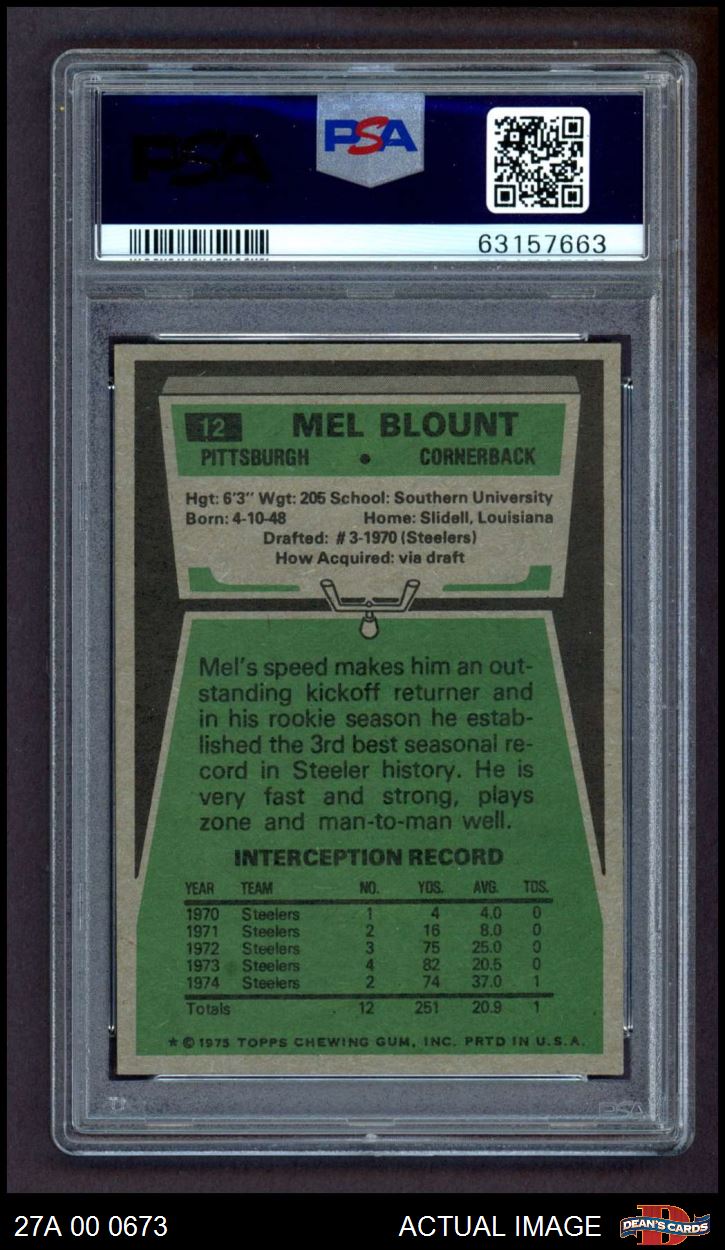 PSA
PSA
63157663
12 MEL BLOUNT
PITTSBURGH • CORNERBACK
Hgt: 6'3" Wgt: 205 School: Southern University
Born: 4-10-48 Home: Slidell, Louisiana
Drafted: #3-1970 (Steelers)
How Acquired: via draft
Mel's speed makes him an out-
standing kickoff returner and
in his rookie season he estab-
lished the 3rd best seasonal re-
cord in Steeler history. He is
very fast and strong, plays
zone and man-to-man well.
INTERCEPTION RECORD
YEAR TEAM NO. YDS. AVG. TDS.
1970 Steelers 1 4 4.0 0
1971 Steelers 2 16 8.0 0
1972 Steelers 3 75 25.0 0
1973 Steelers 4 82 20.5 0
1974 Steelers 2 74 37.0 1
Totals 12 251 20.9 1
* © 1975 TOPPS CHEWING GUM, INC. PRTD IN U.S.A.
PSA
27A 00 0673 ACTUAL IMAGE DEAN'S CARDS